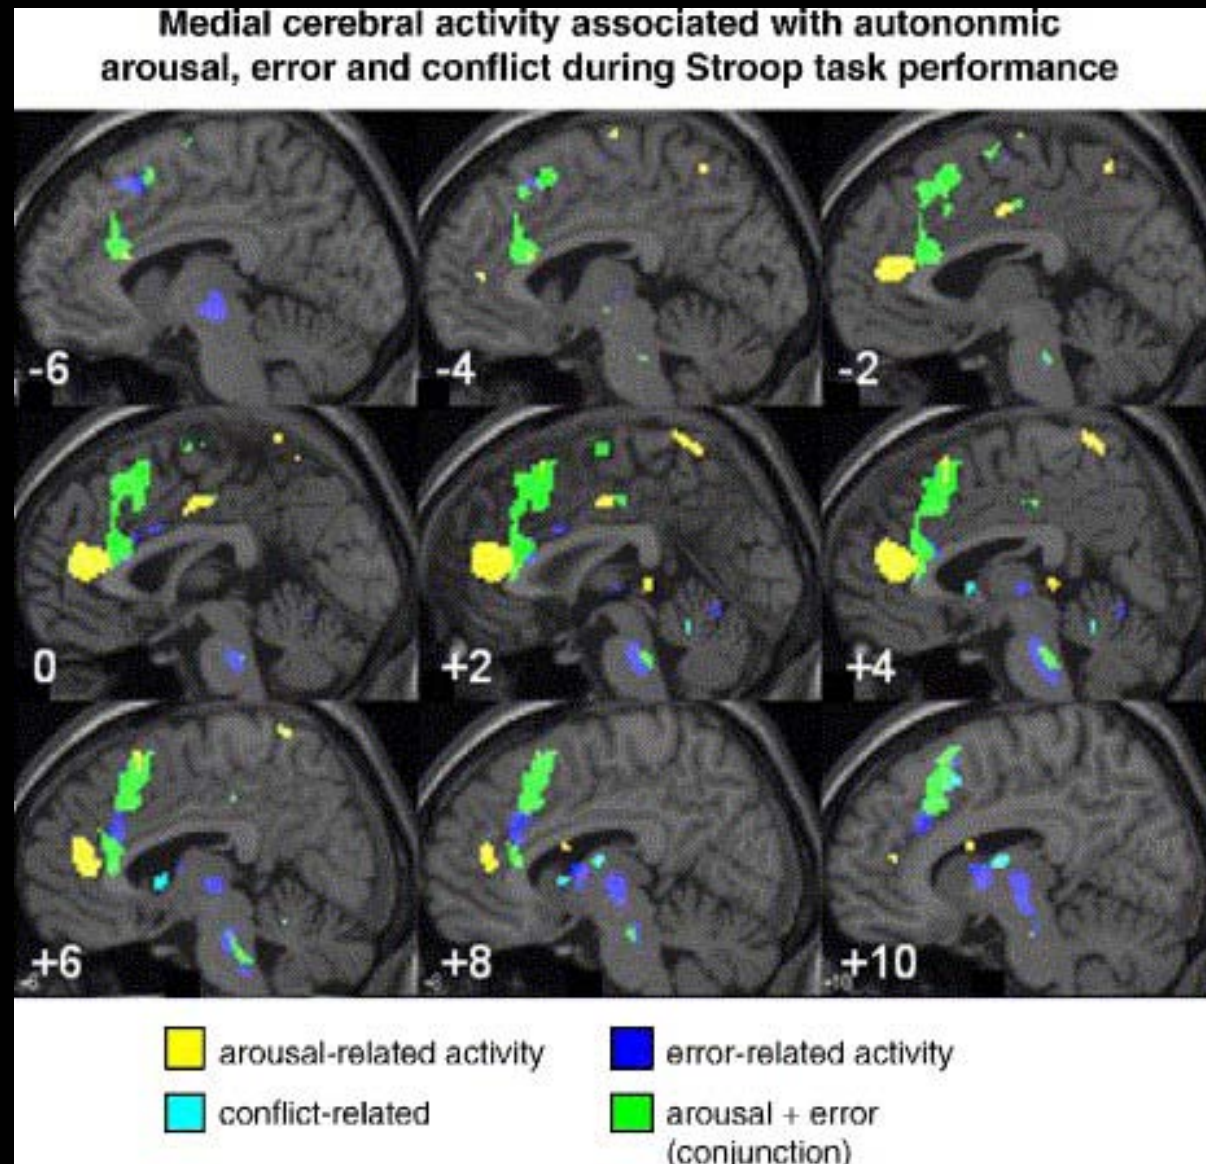 Medial cerebral activity associated with autononmic
arousal, error and conflict during Stroop task performance
-6
-4
-2
0
+2
+4
+6
+8
+10
arousal-related activity
error-related activity
conflict-related
arousal + error
(conjunction)